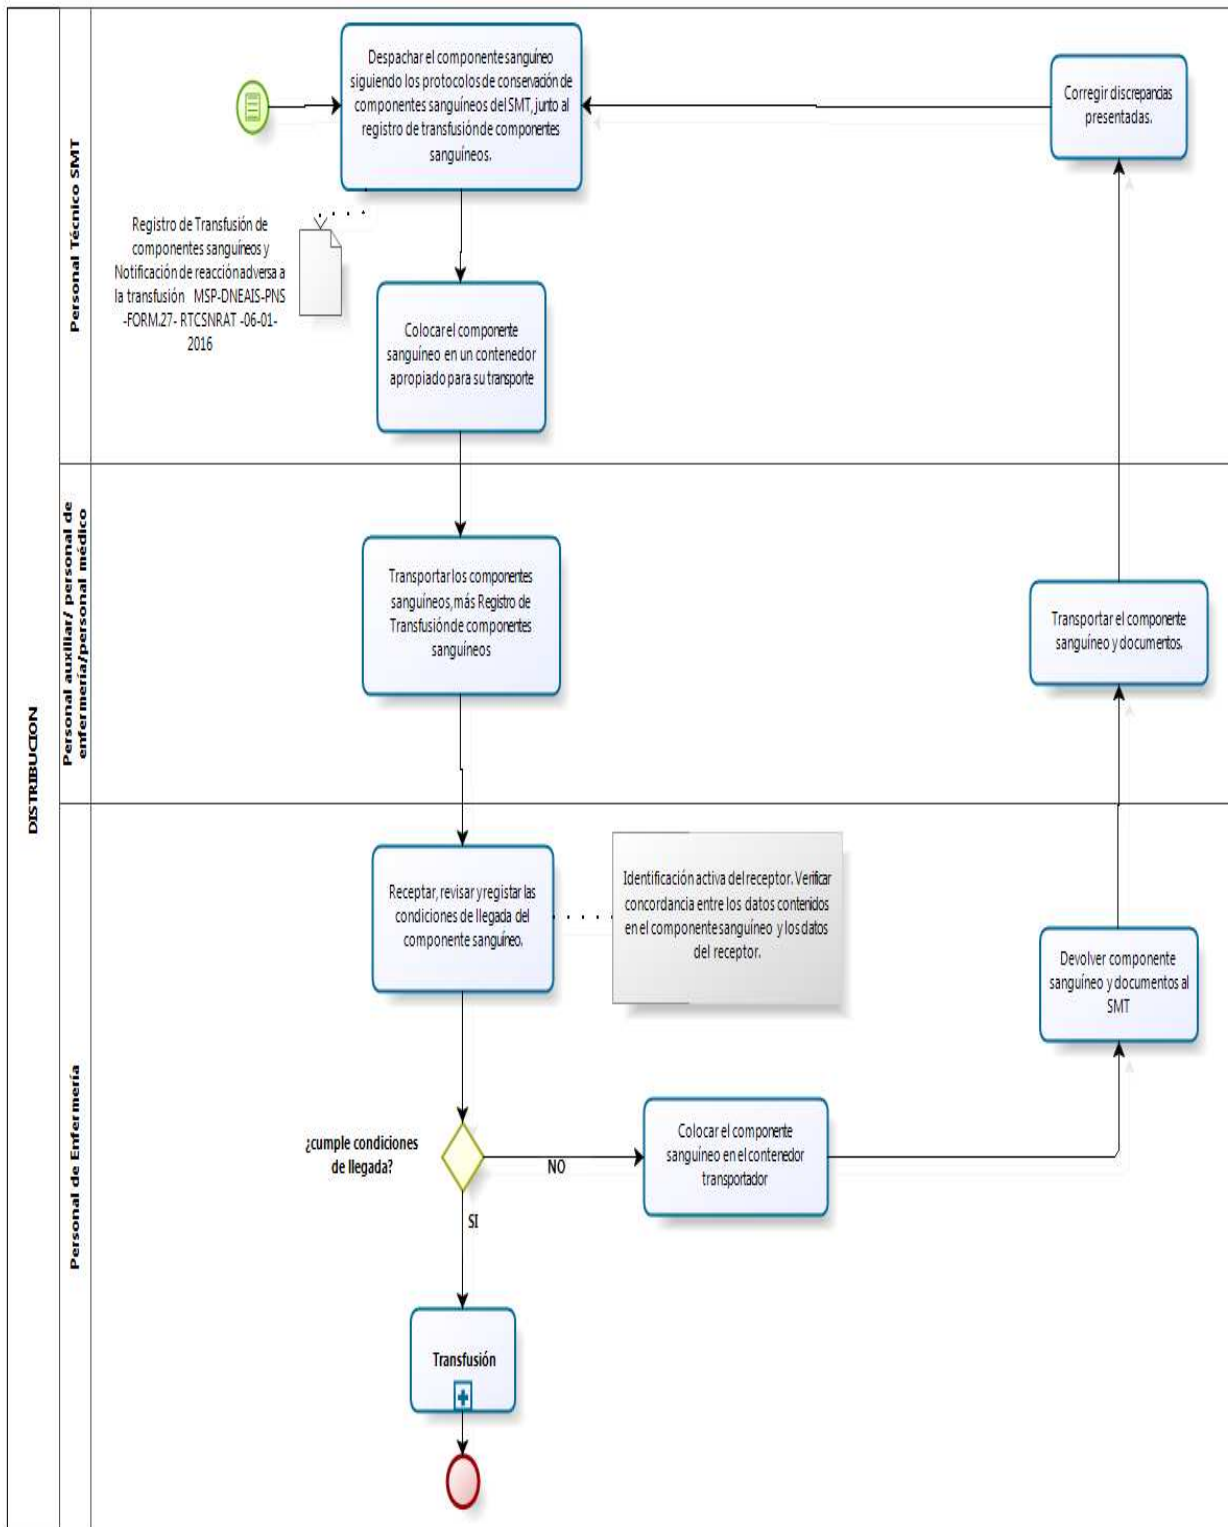 DISTRIBUCION
Personal Técnico SMT
Despachar el componente sanguíneo
siguiendo los protocolos de conservación de
componentes sanguíneos del SMT, junto al
registro de transfusión de componentes
sanguíneos.
Corregir discrepancias
presentadas.
Registro de Transfusión de
componentes sanguíneos y
Notificación de reacción adversa a
la transfusión MSP-DNEAIS-PNS
-FORM.27- RTCSNRAT -06-01-
2016
Colocar el componente
sanguíneo en un contenedor
apropiado para su transporte
Personal auxiliar/ personal de
enfermería/personal médico
Transportar los componentes
sanguíneos, más Registro de
Transfusión de componentes
sanguíneos
Transportar el componente
sanguíneo y documentos.
Personal de Enfermería
Receptar, revisar y registar las
condiciones de llegada del
componente sanguíneo.
Identificación activa del receptor. Verificar
concordancia entre los datos contenidos
en el componente sanguíneo y los datos
del receptor.
Devolver componente
sanguíneo y documentos al
SMT
¿cumple condiciones
de llegada?
NO
Colocar el componente
sanguíneo en el contenedor
transportador
SI
Transfusión